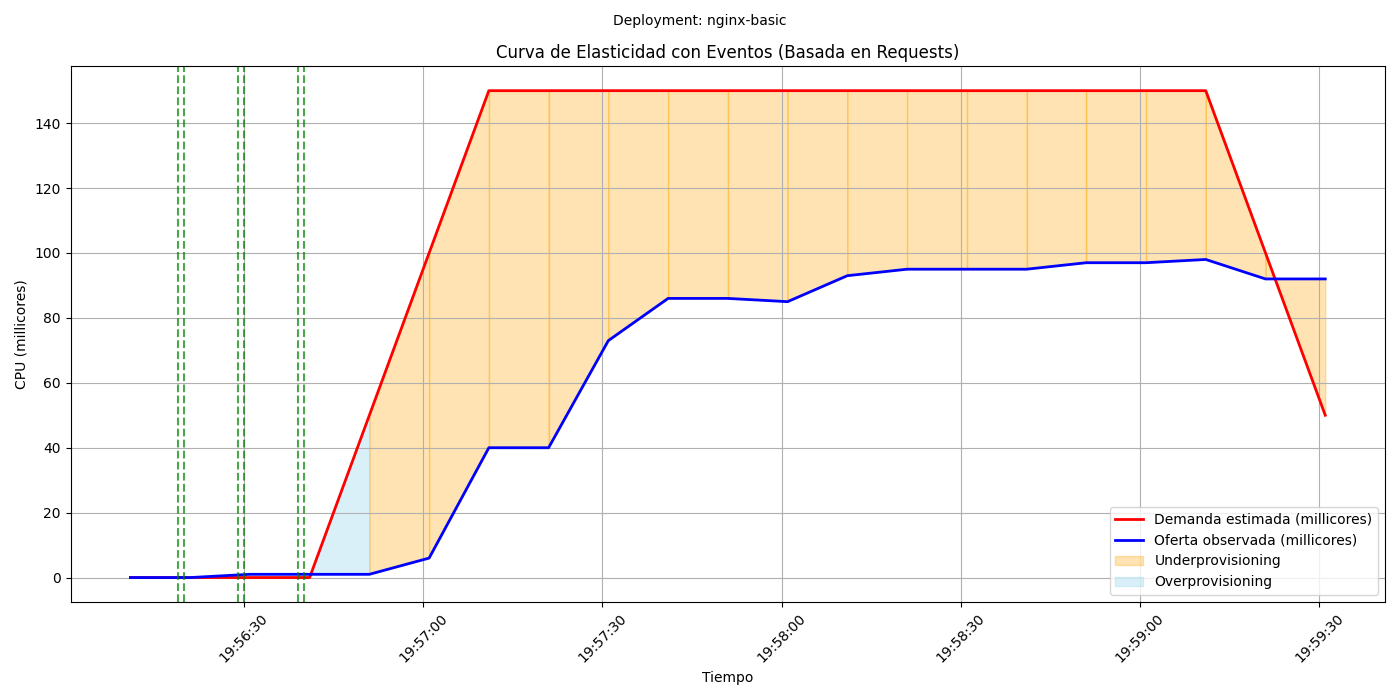 Deployment: nginx-basic
Curva de Elasticidad con Eventos (Basada en Requests)
CPU (millicores)
140
120
100
80
60
40
20
0
Demanda estimada (millicores)
Oferta observada (millicores)
Underprovisioning
Overprovisioning
19:56:30
19:57:00
19:57:30
19:58:00
19:58:30
19:59:00
19:59:30
Tiempo